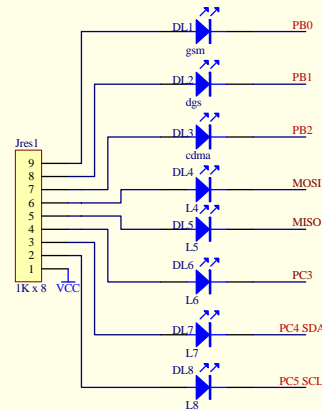 DL1 PB0
gsm
DL2 PB1
dgs
DL3 PB2
cdma
Jres1
DL4 MOSI
9
8
7
6
5
4
3
2
1
L4
DL5 MISO
L5
DL6 PC3
VCC
1K x 8
L6
DL7 PC4 SDA
L7
DL8 PC5 SCL
L8